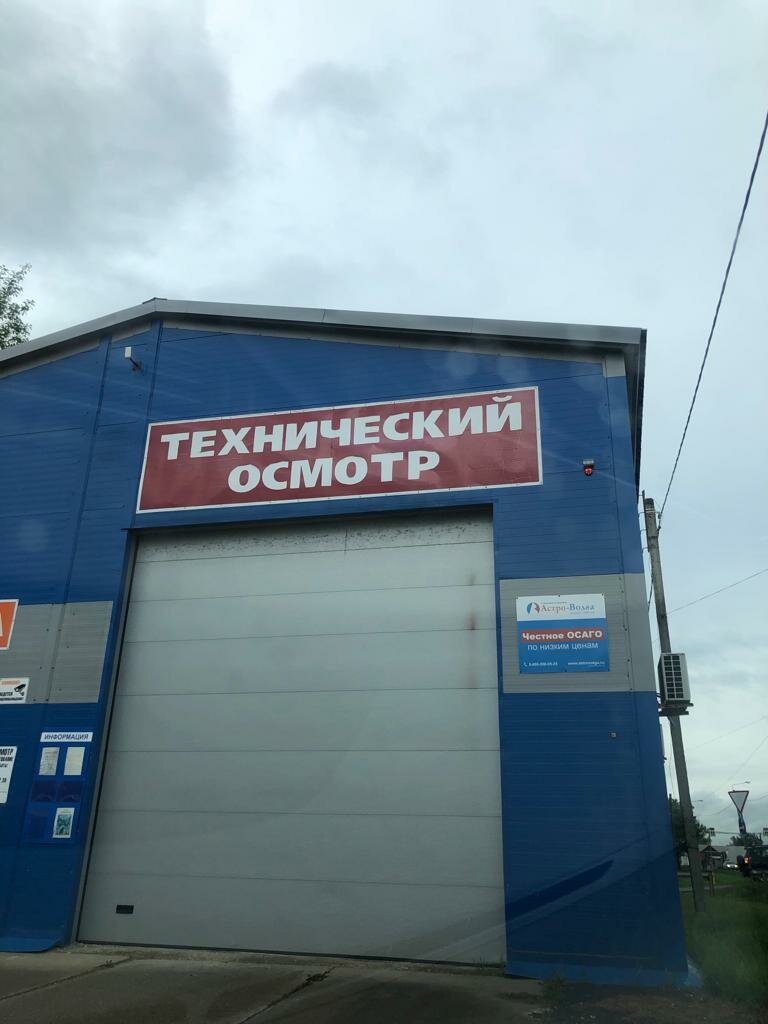 ТЕХНИЧЕСКИЙ
ОСМОТР
Астро-Волга
Честное ОСАГО
по низким ценам
ИНФОРМАЦИЯ